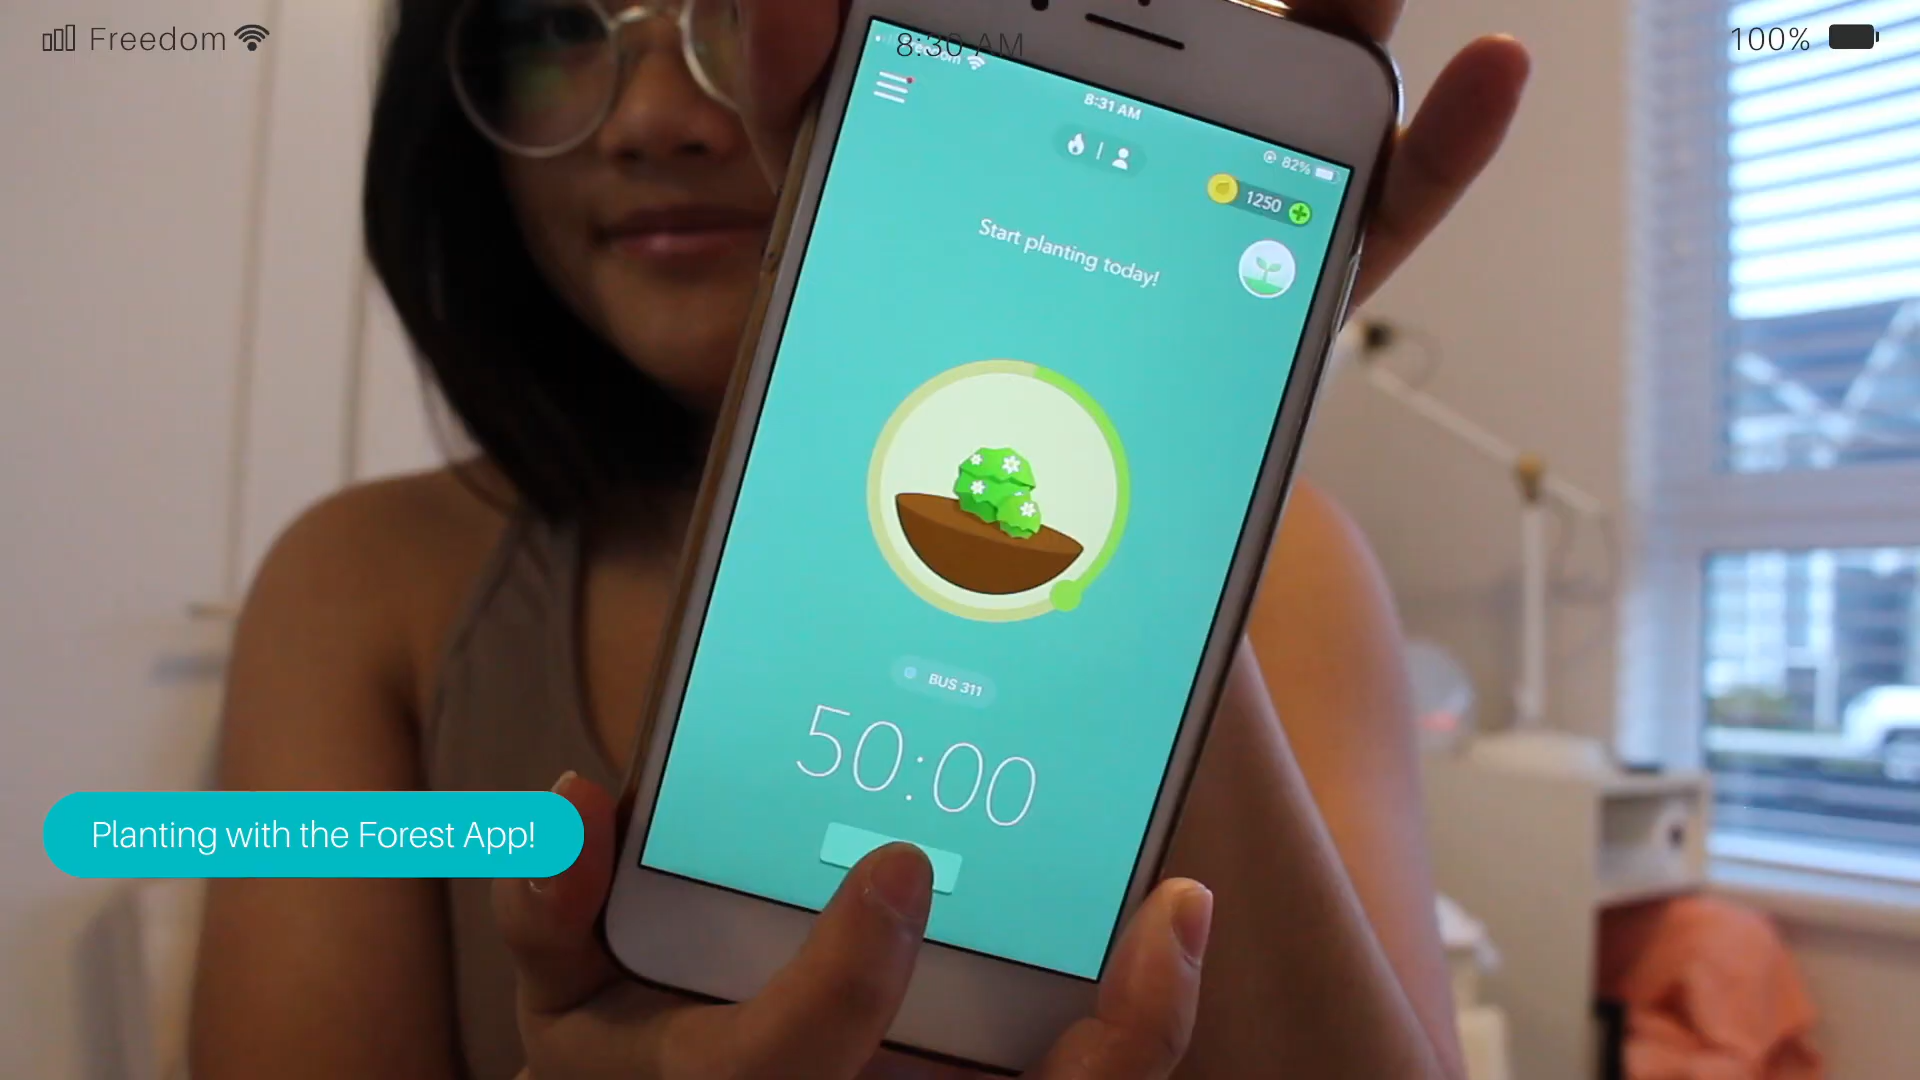 Freedom
8:30 AM
100%
8:31 AM
82%
1250
Start planting today!
BUS 311
50:00
Planting with the Forest App!